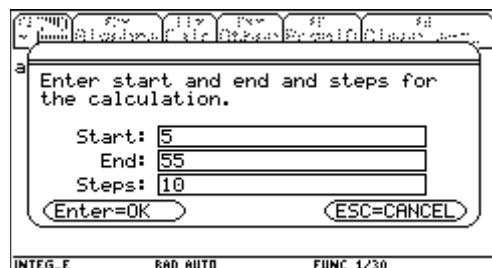 a
Enter start and end and steps for
the calculation.
Start: 5
End: 55
Steps: 10
Enter=OK ESC=CANCEL
INTEG_E RAD AUTO FUNC 1/30